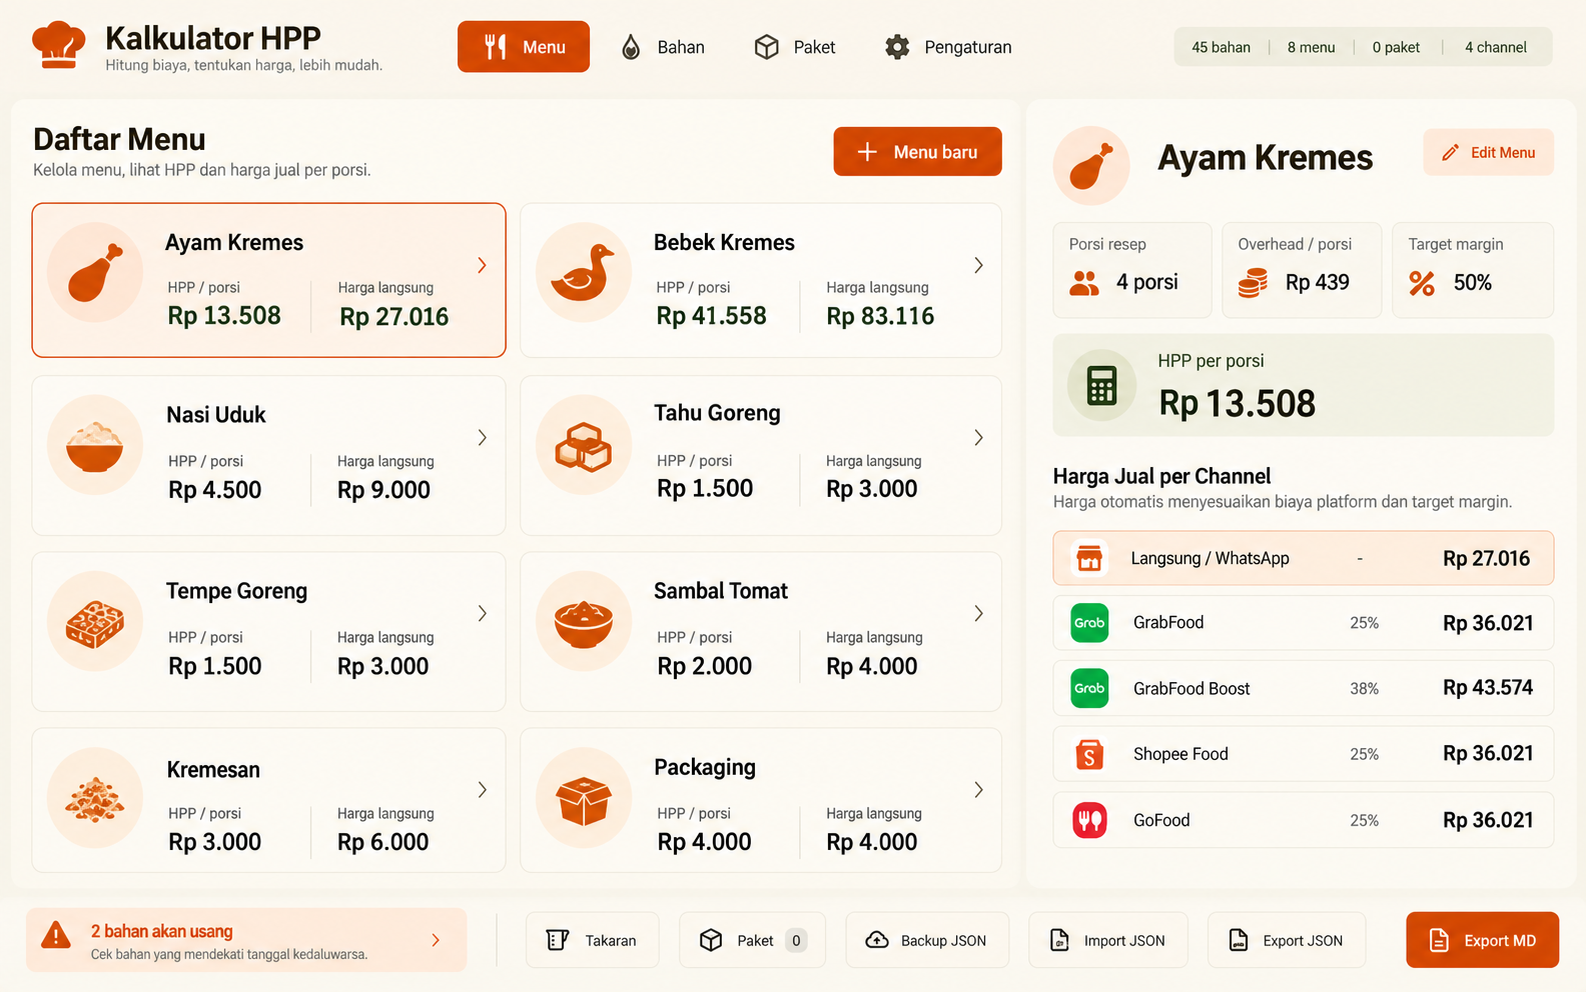 Kalkulator HPP
Hitung biaya, tentukan harga, lebih mudah.
Menu
Bahan
Paket
Pengaturan
45 bahan
8 menu
0 paket
4 channel
Daftar Menu
Kelola menu, lihat HPP dan harga jual per porsi.
+ Menu baru
Ayam Kremes
HPP / porsi
Rp 13.508
Harga langsung
Rp 27.016
Bebek Kremes
HPP / porsi
Rp 41.558
Harga langsung
Rp 83.116
Nasi Uduk
HPP / porsi
Rp 4.500
Harga langsung
Rp 9.000
Tahu Goreng
HPP / porsi
Rp 1.500
Harga langsung
Rp 3.000
Tempe Goreng
HPP / porsi
Rp 1.500
Harga langsung
Rp 3.000
Sambal Tomat
HPP / porsi
Rp 2.000
Harga langsung
Rp 4.000
Kremesan
HPP / porsi
Rp 3.000
Harga langsung
Rp 6.000
Packaging
HPP / porsi
Rp 4.000
Harga langsung
Rp 4.000
Ayam Kremes
Edit Menu
Porsi resep
4 porsi
Overhead / porsi
Rp 439
Target margin
50%
HPP per porsi
Rp 13.508
Harga Jual per Channel
Harga otomatis menyesuaikan biaya platform dan target margin.
Langsung / WhatsApp - Rp 27.016
Grab GrabFood 25% Rp 36.021
Grab GrabFood Boost 38% Rp 43.574
S Shopee Food 25% Rp 36.021
GoFood 25% Rp 36.021
2 bahan akan usang
Cek bahan yang mendekati tanggal kedaluwarsa.
Takaran
Paket 0
Backup JSON
Import JSON
Export JSON
Export MD